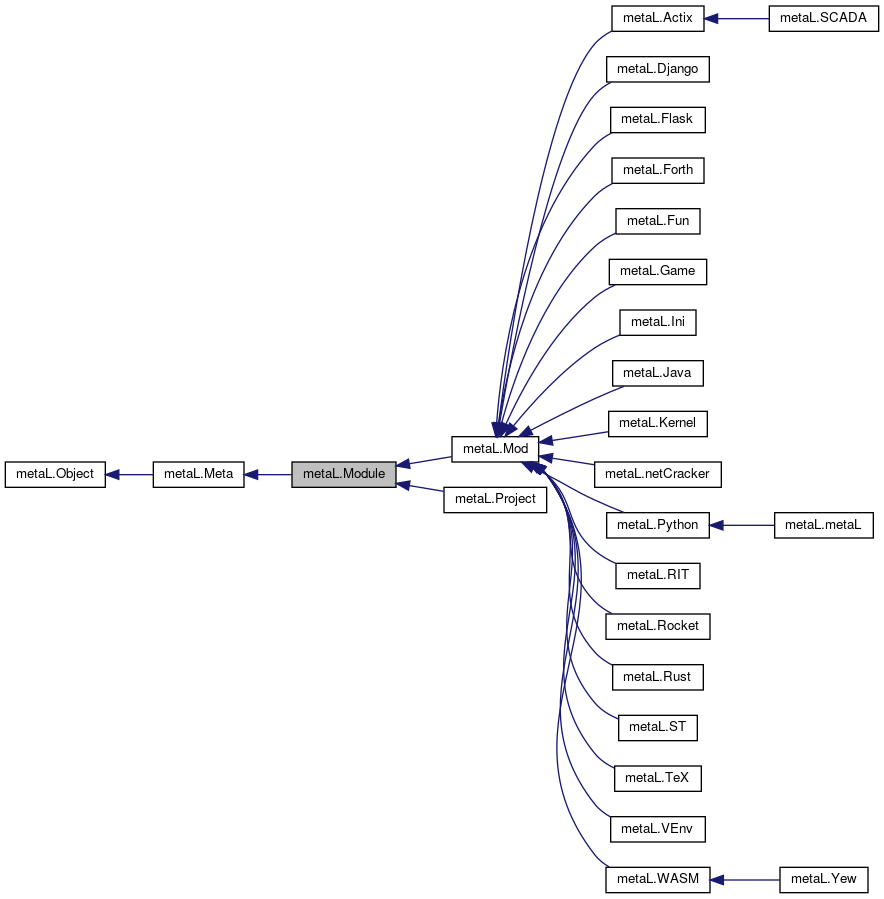 metaL.Actix
metaL.SCADA
metaL.Django
metaL.Flask
metaL.Forth
metaL.Fun
metaL.Game
metaL.Ini
metaL.Java
metaL.Kernel
metaL.Mod
metaL.Object
metaL.Meta
metaL.Module
metaL.netCracker
metaL.Project
metaL.Python
metaL.metaL
metaL.RIT
metaL.Rocket
metaL.Rust
metaL.ST
metaL.TeX
metaL.VEnv
metaL.WASM
metaL.Yew